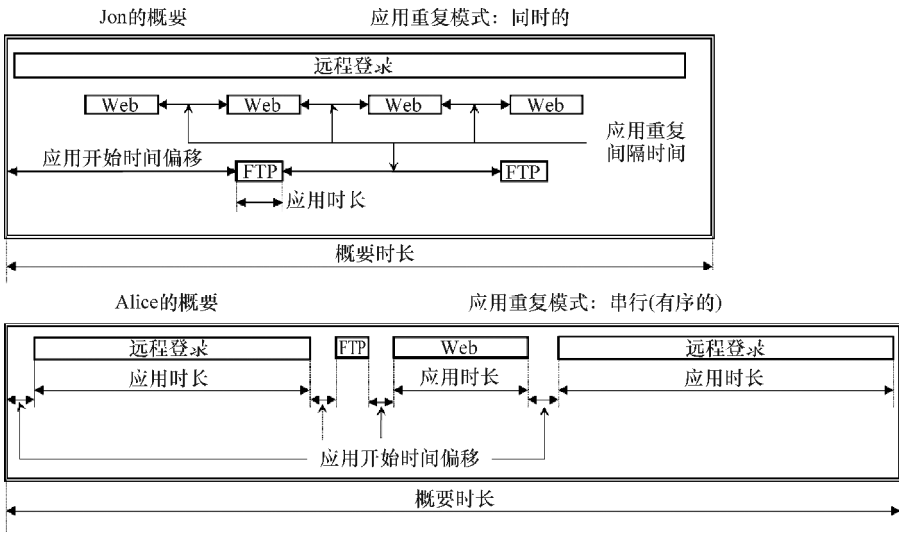 Jon的概要 应用重复模式：同时的
远程登录
Web Web Web Web
应用重复
间隔时间
应用开始时间偏移
FTP FTP
应用时长
概要时长
Alice的概要 应用重复模式：串行(有序的)
远程登录 FTP Web 远程登录
应用时长 应用时长 应用时长
应用开始时间偏移
概要时长